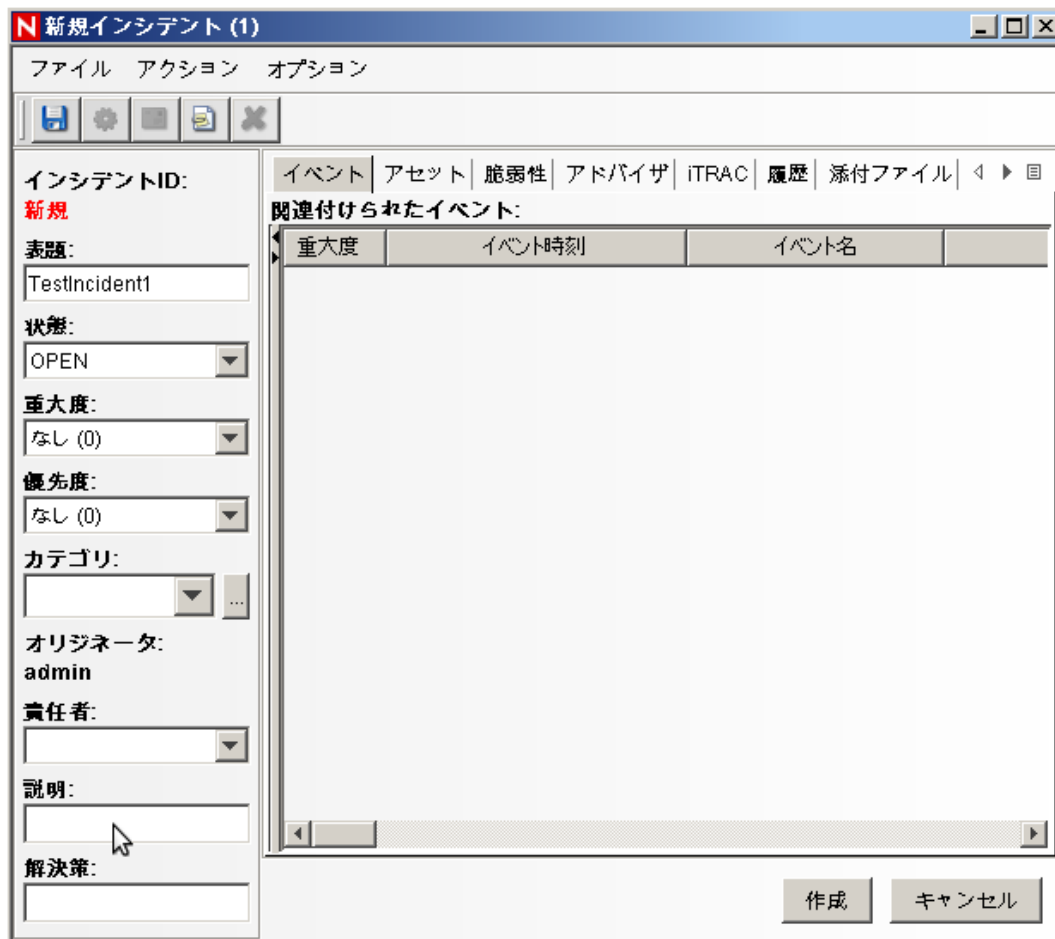 N 新規インシデント (1)
ファイル アクション オプション
インシデントID:
新規
表題:
TestIncident1
状態:
OPEN
重大度:
なし (0)
優先度:
なし (0)
カテゴリ:
...
オリジネータ:
admin
責任者:
説明:
解決策:
イベント アセット 脆弱性 アドバイザ iTRAC 履歴 添付ファイル
関連付けられたイベント:
重大度 イベント時刻 イベント名
作成 キャンセル